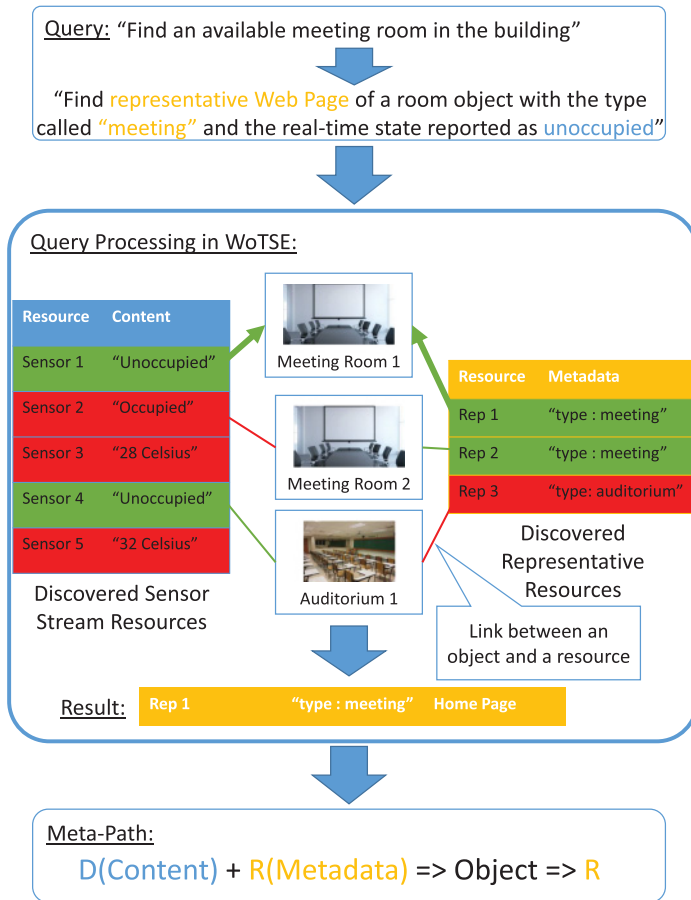 Query: “Find an available meeting room in the building”
“Find representative Web Page of a room object with the type
called “meeting” and the real-time state reported as unoccupied”
Query Processing in WoTSE:
Resource Content
Sensor 1 “Unoccupied”
Sensor 2 “Occupied”
Sensor 3 “28 Celsius”
Sensor 4 “Unoccupied”
Sensor 5 “32 Celsius”
Discovered Sensor
Stream Resources
Meeting Room 1
Meeting Room 2
Auditorium 1
Resource Metadata
Rep 1 “type : meeting”
Rep 2 “type : meeting”
Rep 3 “type: auditorium”
Discovered
Representative
Resources
Link between an
object and a resource
Result: Rep 1 “type : meeting” Home Page
Meta-Path:
D(Content) + R(Metadata) => Object => R